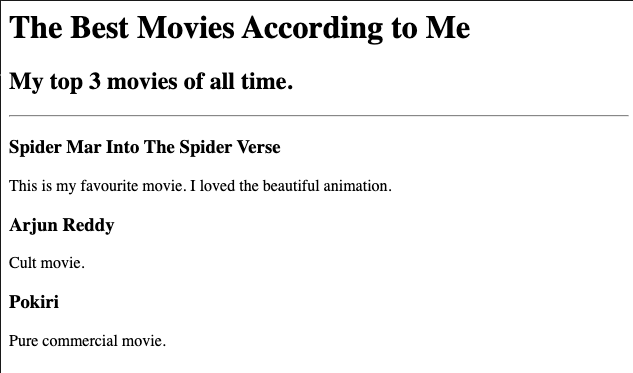 The Best Movies According to Me
My top 3 movies of all time.
Spider Mar Into The Spider Verse
This is my favourite movie. I loved the beautiful animation.
Arjun Reddy
Cult movie.
Pokiri
Pure commercial movie.